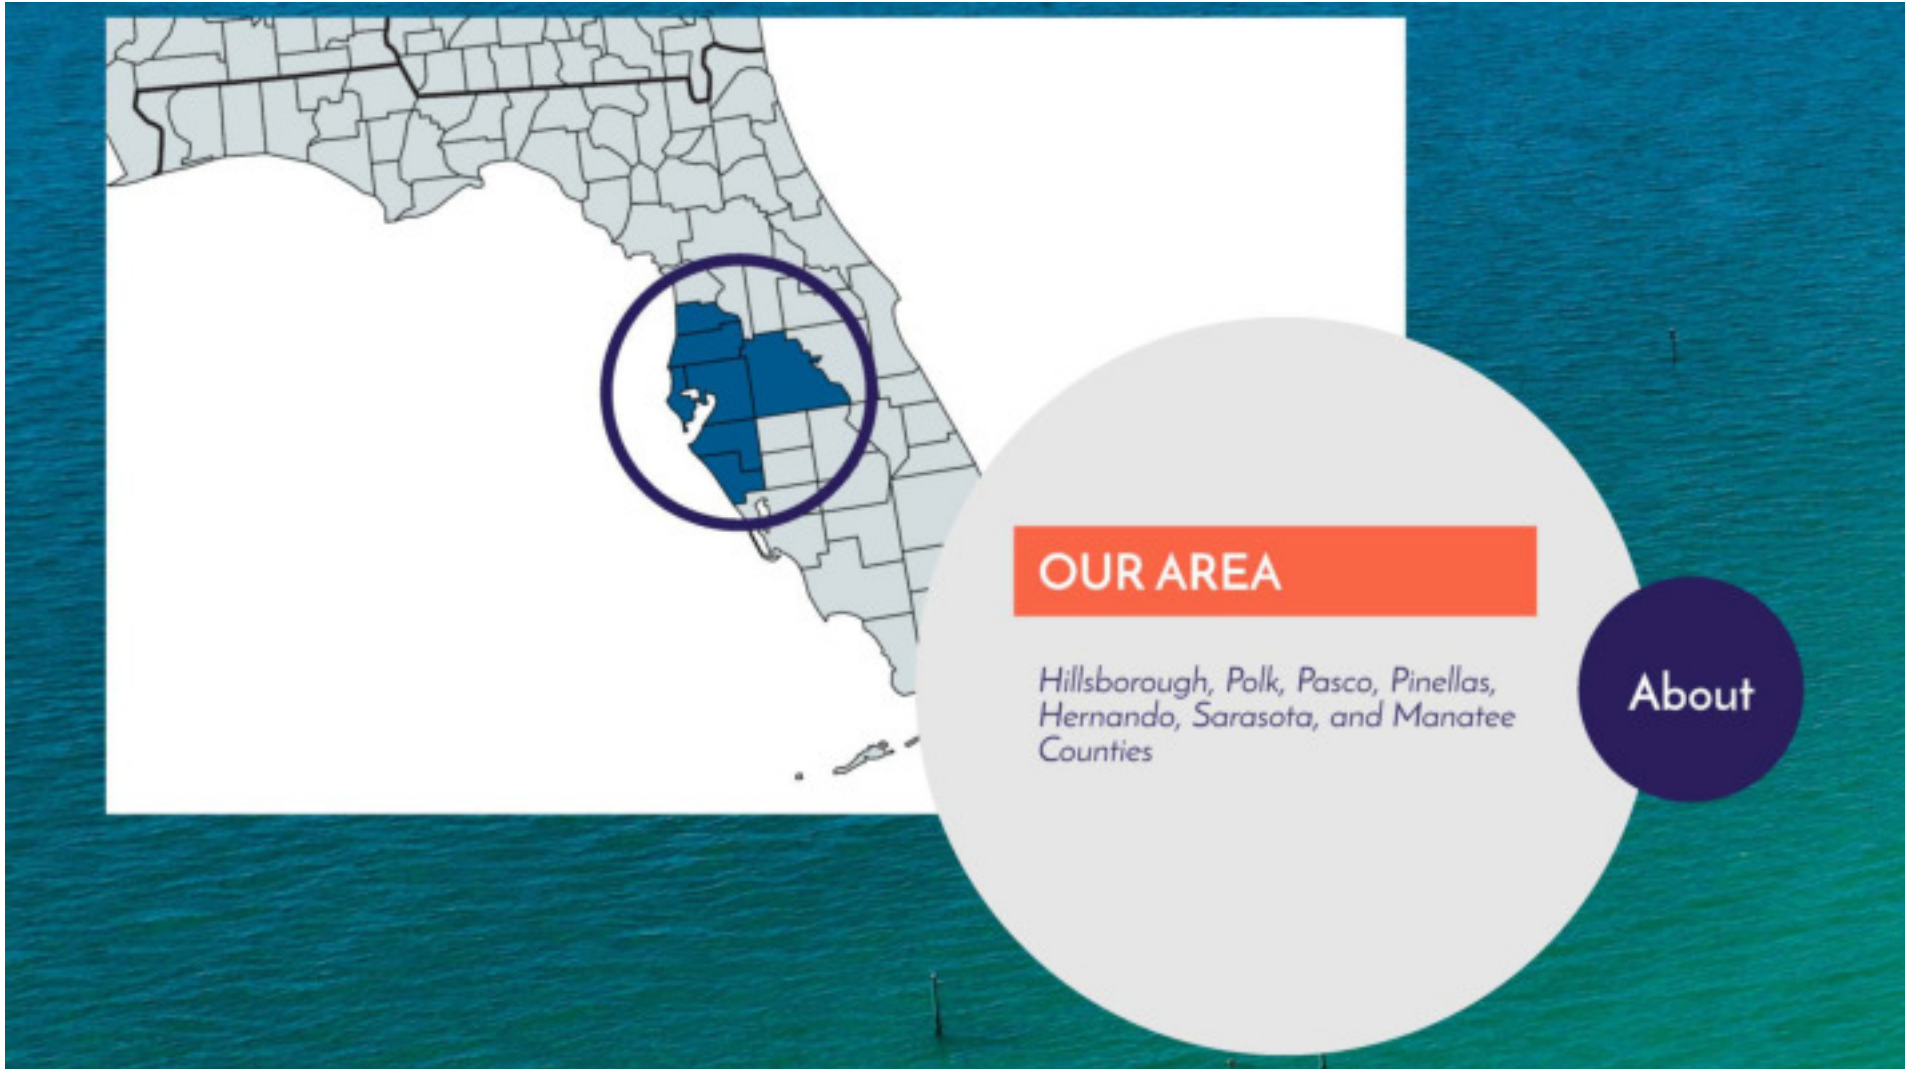 OUR AREA
Hillsborough, Polk, Pasco, Pinellas,
Hernando, Sarasota, and Manatee
Counties
About